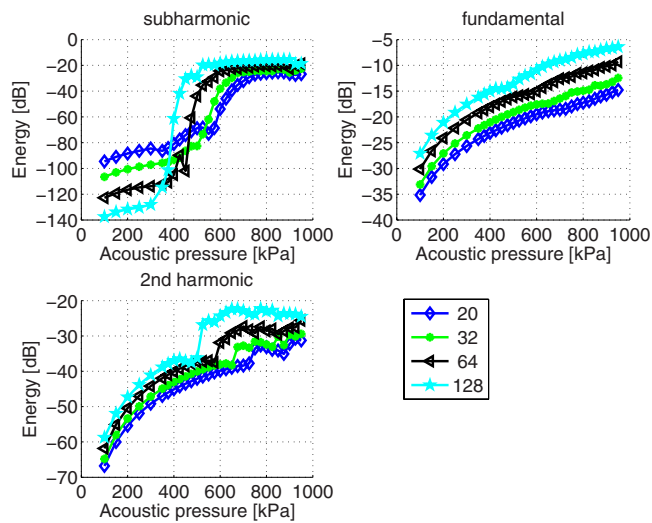 subharmonic
Energy [dB]
0
−20
−40
−60
−80
−100
−120
−140
0 200 400 600 800 1000
Acoustic pressure [kPa]
fundamental
Energy [dB]
−5
−10
−15
−20
−25
−30
−35
−40
0 200 400 600 800 1000
Acoustic pressure [kPa]
2nd harmonic
Energy [dB]
−20
−30
−40
−50
−60
−70
0 200 400 600 800 1000
Acoustic pressure [kPa]
20
32
64
128